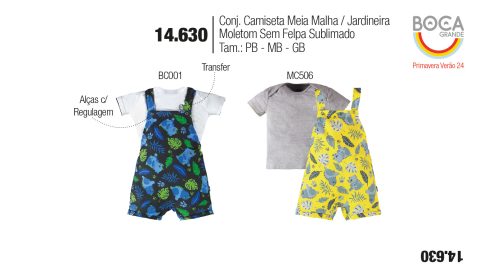 14.630
Conj. Camiseta Meia Malha / Jardineira
Moletom Sem Felpa Sublimado
Tam.: PB - MB - GB
BOCA
GRANDE
Primavera Verão 24
Transfer
BC001
MC506
Alças c/
Regulagem
14.630